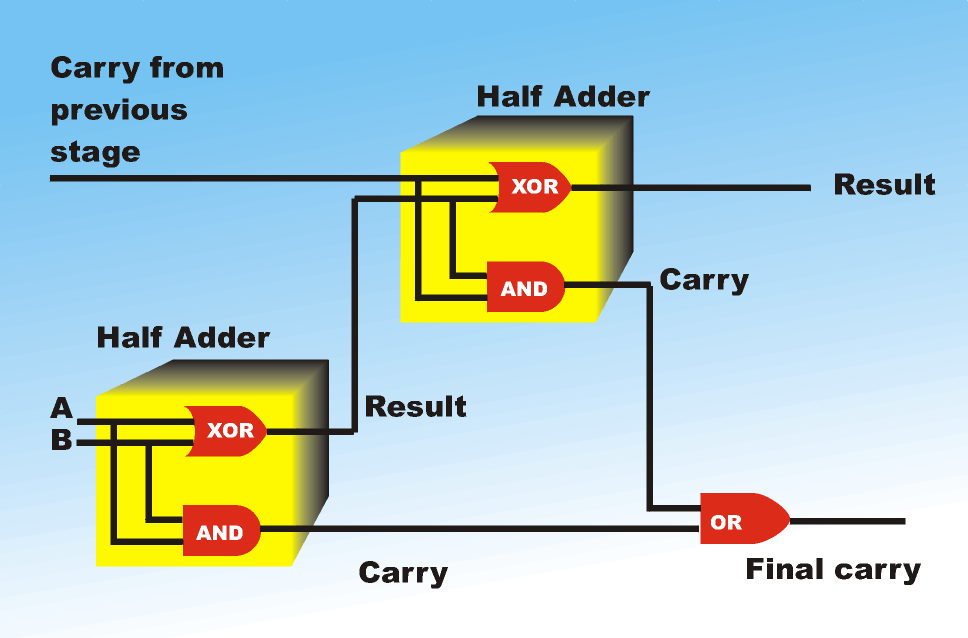 Carry from
previous
stage
Half Adder
XOR
Result
AND
Carry
Half Adder
A
B
XOR
Result
AND
Carry
OR
Final carry